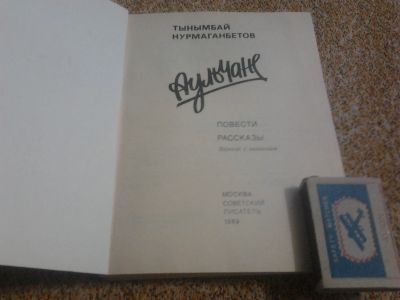 ТЫНЫМБАЙ
НУРМАГАНБЕТОВ
Аульчане
ПОВЕСТИ
РАССКАЗЫ
МОСКВА
СОВЕТСКИЙ
ПИСАТЕЛЬ
1989